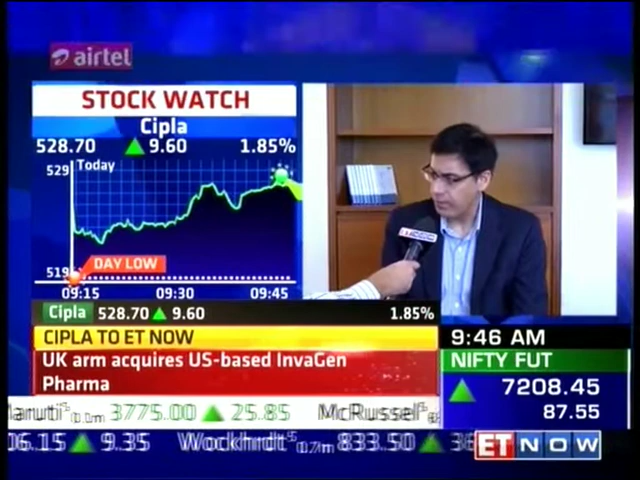 airtel
STOCK WATCH
Cipla
528.70 ▲ 9.60 1.85%
529 Today
DAY LOW
519
09:15 09:30 09:45
Cipla 528.70 ▲ 9.60 1.85%
CIPLA TO ET NOW
UK arm acquires US-based InvaGen
Pharma
9:46 AM
NIFTY FUT
▲ 7208.45
87.55
3775.00 ▲ 25.85 McRussel
06.15 ▲ 9.35 Wockhrdt 833.50 ▲
ET NOW